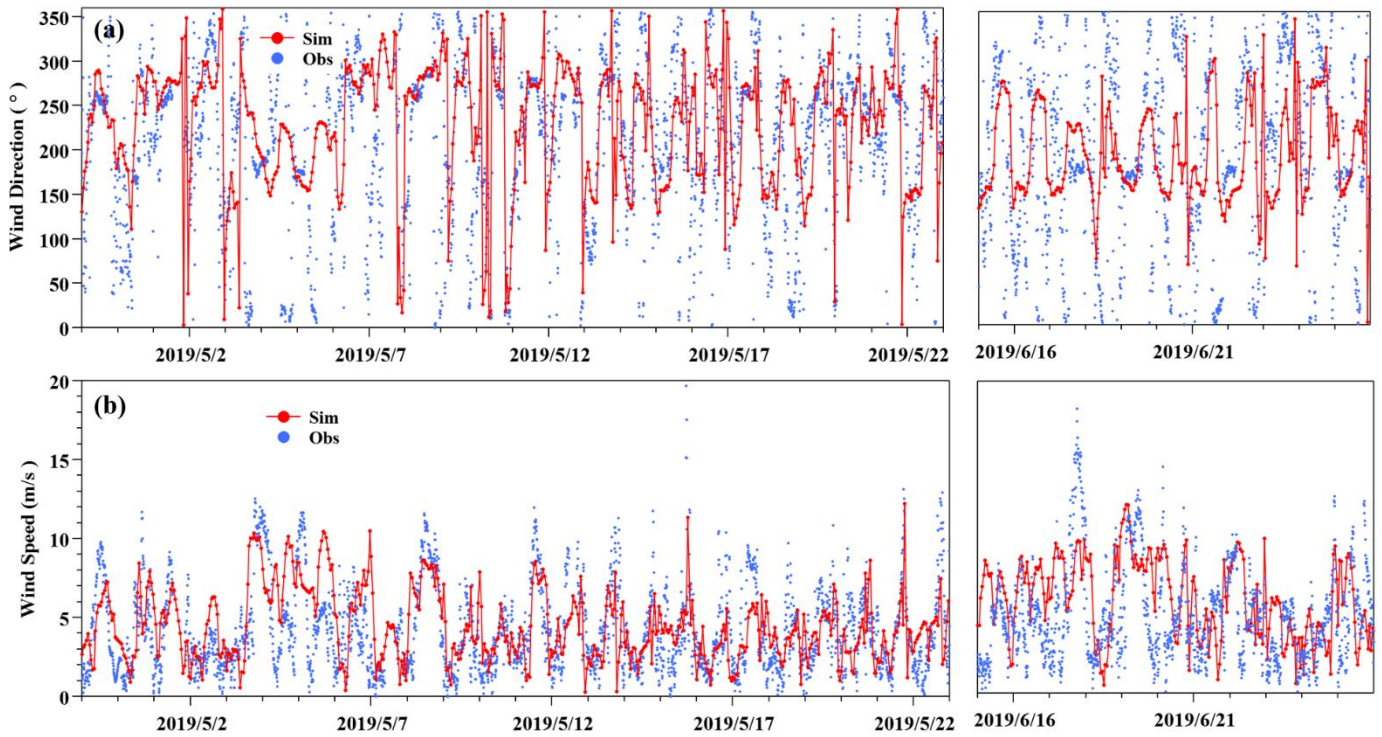 (a)
Sim
Obs
Wind Direction ( ° )
350
300
250
200
150
100
50
0
2019/5/2 2019/5/7 2019/5/12 2019/5/17 2019/5/22
2019/6/16 2019/6/21
(b)
Sim
Obs
Wind Speed (m/s )
20
15
10
5
0
2019/5/2 2019/5/7 2019/5/12 2019/5/17 2019/5/22
2019/6/16 2019/6/21